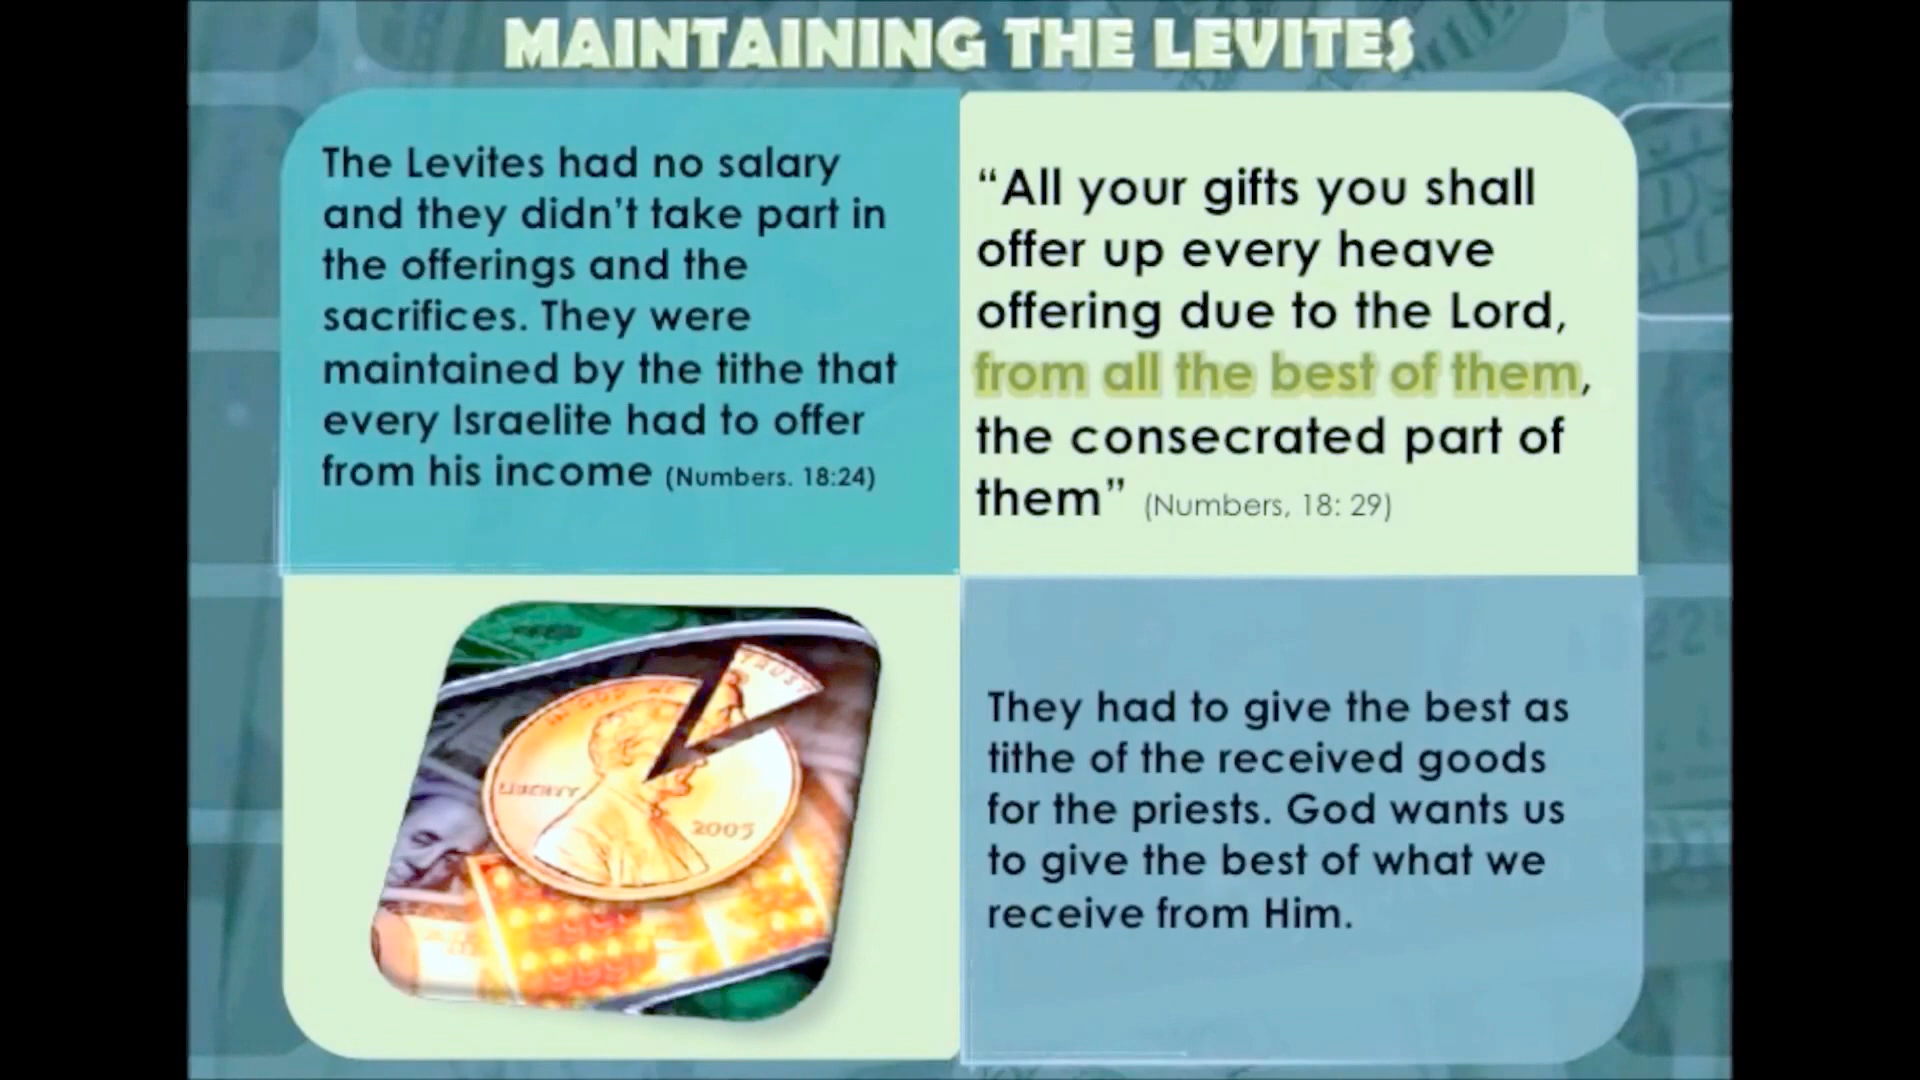 MAINTAINING THE LEVITES
The Levites had no salary
and they didn't take part in
the offerings and the
sacrifices. They were
maintained by the tithe that
every Israelite had to offer
from his income (Numbers. 18:24)
“All your gifts you shall
offer up every heave
offering due to the Lord,
from all the best of them,
the consecrated part of
them” (Numbers, 18: 29)
TRUST
IN GOD WE
LIBERTY
2005
They had to give the best as
tithe of the received goods
for the priests. God wants us
to give the best of what we
receive from Him.